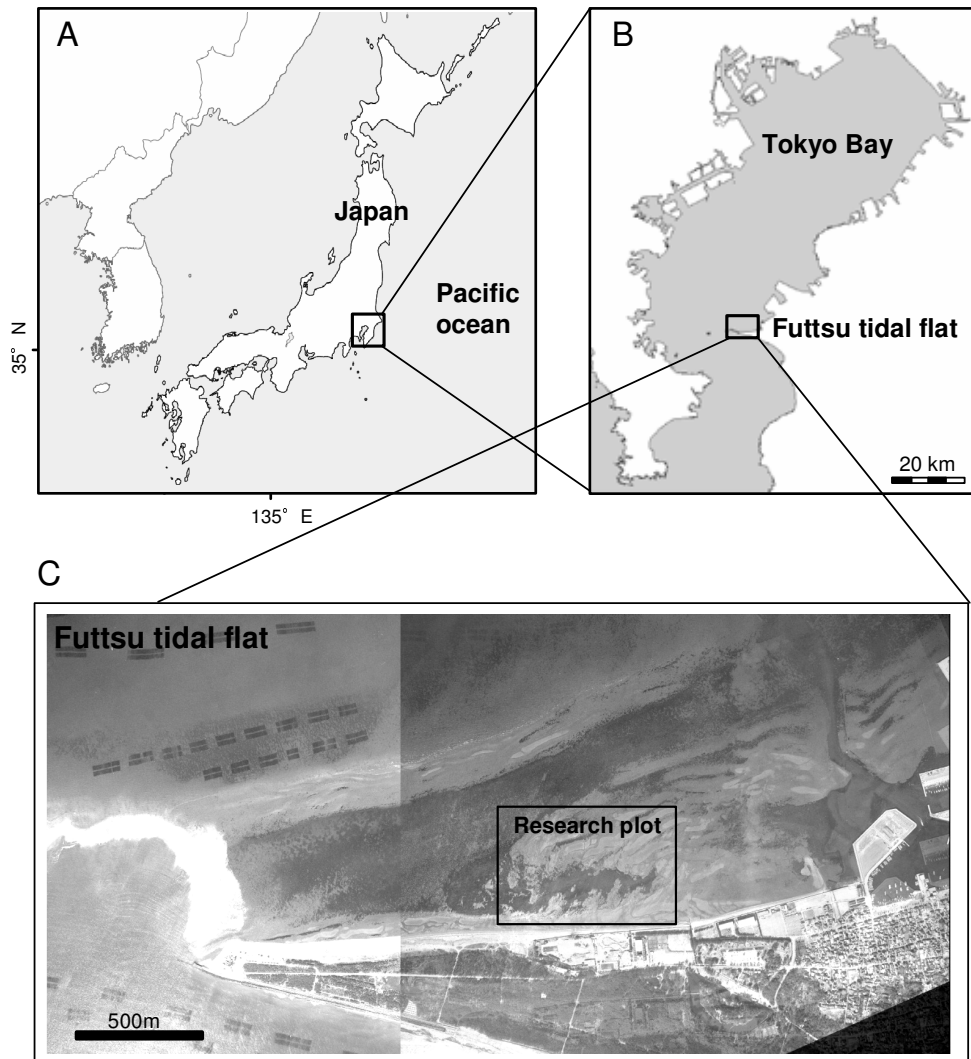 A
Japan
Pacific
ocean
35° N
135° E
B
Tokyo Bay
Futtsu tidal flat
20 km
C
Futtsu tidal flat
Research plot
500m